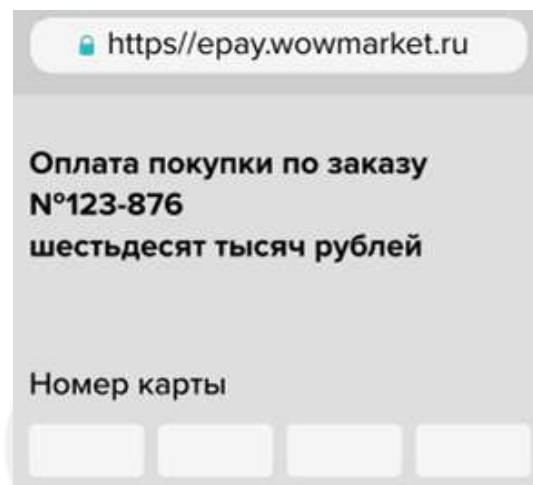 https//epay.wowmarket.ru
Оплата покупки по заказу
№123-876
шестьдесят тысяч рублей
Номер карты